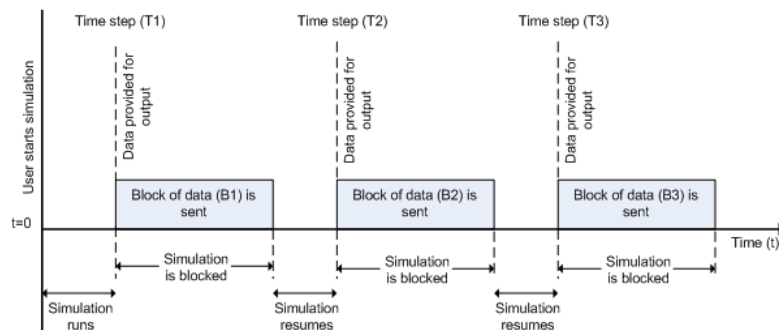 Time step (T1)
Time step (T2)
Time step (T3)
User starts simulation
Data provided for
output
Data provided for
output
Data provided for
output
Block of data (B1) is
sent
Block of data (B2) is
sent
Block of data (B3) is
sent
t=0
Time (t)
Simulation
is blocked
Simulation
is blocked
Simulation
is blocked
Simulation
runs
Simulation
resumes
Simulation
resumes